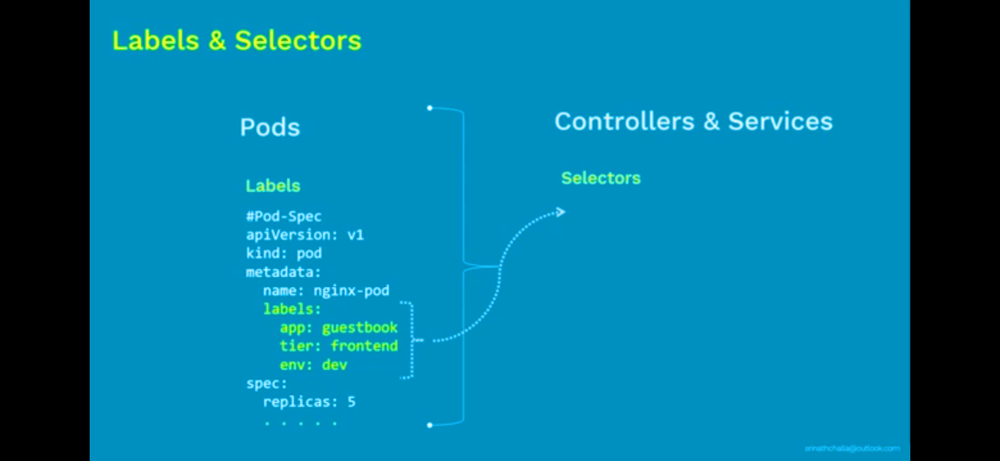 Labels & Selectors
Pods
Labels
#Pod-Spec
apiVersion: v1
kind: pod
metadata:
  name: nginx-pod
  labels:
    app: guestbook
    tier: frontend
    env: dev
spec:
  replicas: 5
  . . . . .
Controllers & Services
Selectors
srinathchalla@outlook.com